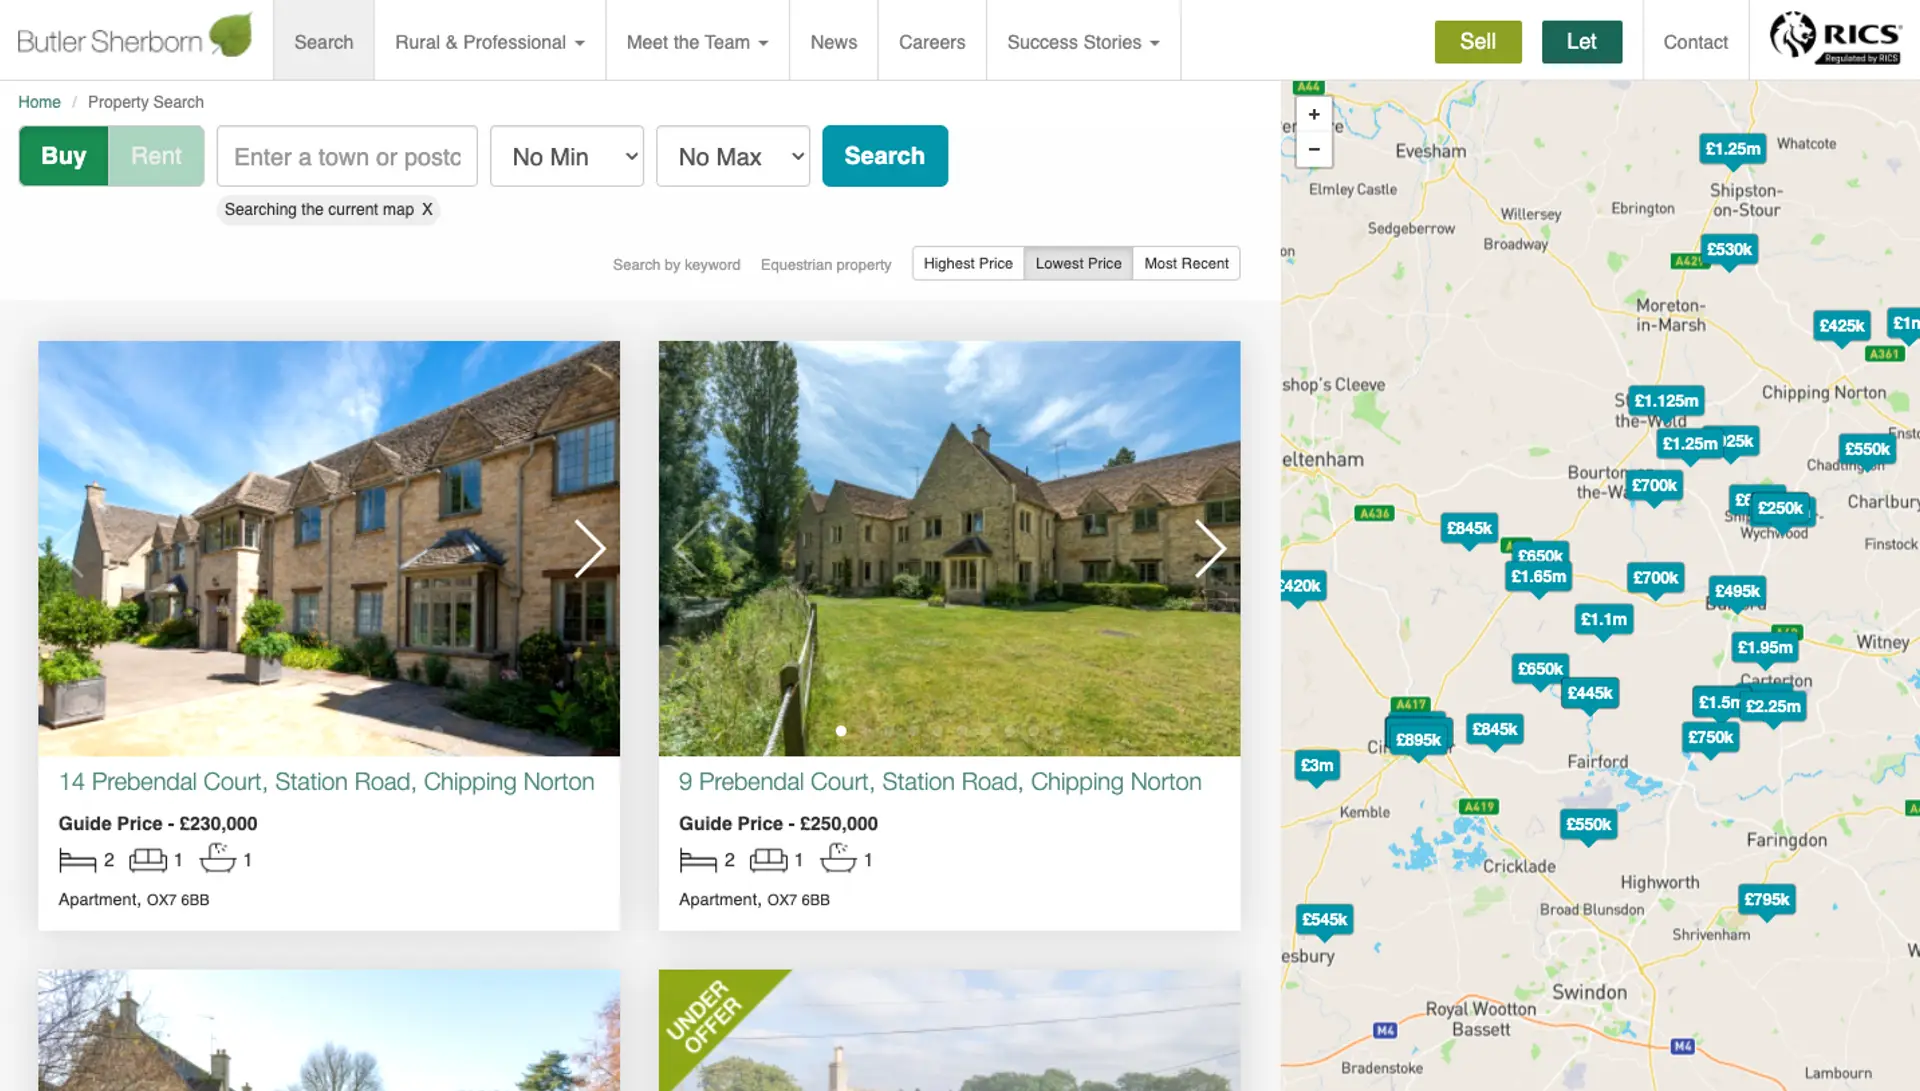 Butler Sherborn
Search
Rural & Professional
Meet the Team
News
Careers
Success Stories
Sell
Let
Contact
RICS
Regulated by RICS
Home / Property Search
Buy
Rent
Enter a town or postc
No Min
No Max
Search
Searching the current map X
Search by keyword
Equestrian property
Highest Price
Lowest Price
Most Recent
14 Prebendal Court, Station Road, Chipping Norton
Guide Price - £230,000
2 1 1
Apartment, OX7 6BB
9 Prebendal Court, Station Road, Chipping Norton
Guide Price - £250,000
2 1 1
Apartment, OX7 6BB
UNDER
OFFER
A44
+
−
Evesham
£1.25m
Whatcote
Elmley Castle
Shipston-
on-Stour
Willersey
Ebrington
Sedgeberrow
Broadway
£530k
A429
Moreton-
in-Marsh
£425k
A361
shop's Cleeve
Chipping Norton
£1.125m
the-Wold
£1.25m
£550k
eltenham
Bourton
£700k
£250k
Charlbury
Wychwood
A436
£845k
Finstock
£650k
£1.65m
£700k
£495k
£420k
£1.1m
Witney
£1.95m
£650k
Carterton
£445k
A417
£2.25m
£895k
£845k
£750k
£3m
Fairford
A419
Kemble
£550k
Faringdon
Cricklade
Highworth
£795k
Broad Blunsdon
£545k
Shrivenham
esbury
Swindon
Royal Wootton
Bassett
M4
M4
Bradenstoke
Lambourn